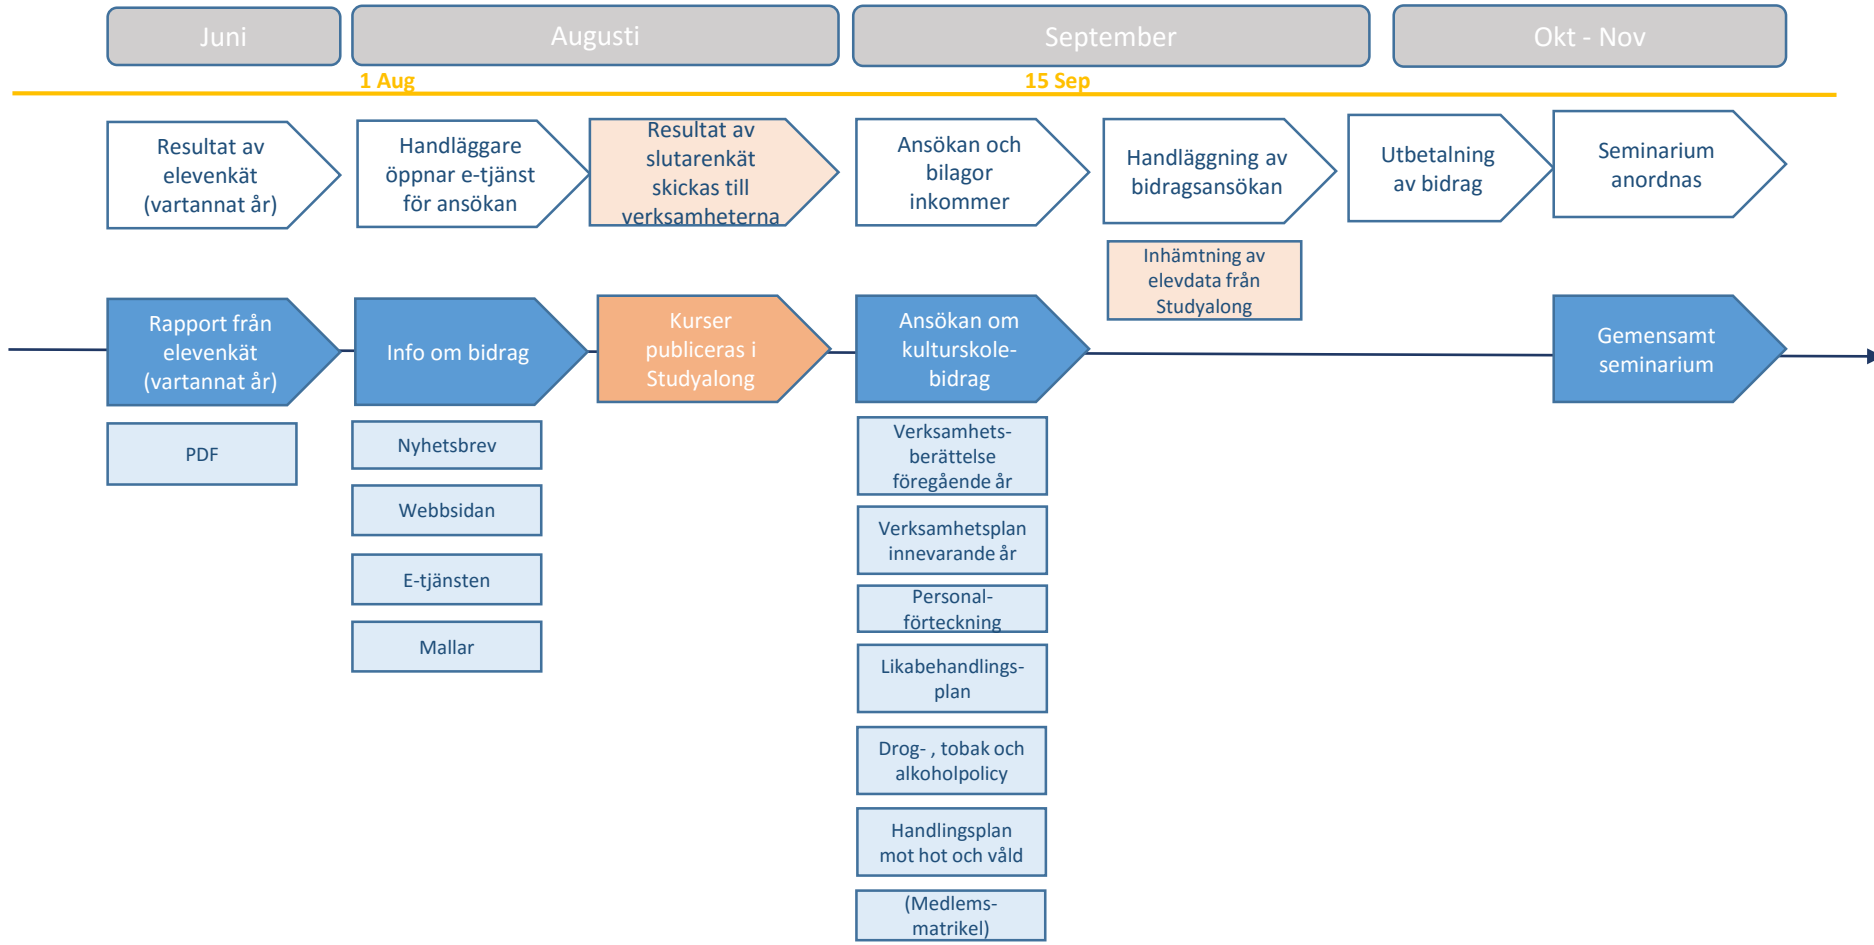 Juni
Augusti
September
Okt - Nov
1 Aug
15 Sep
Resultat av
elevenkät
(vartannat år)
Handläggare
öppnar e-tjänst
för ansökan
Resultat av
slutarenkät
skickas till
verksamheterna
Ansökan och
bilagor
inkommer
Handläggning av
bidragsansökan
Utbetalning
av bidrag
Seminarium
anordnas
Inhämtning av
elevdata från
Studyalong
Rapport från
elevenkät
(vartannat år)
Info om bidrag
Kurser
publiceras i
Studyalong
Ansökan om
kulturskole-
bidrag
Gemensamt
seminarium
PDF
Nyhetsbrev
Webbsidan
E-tjänsten
Mallar
Verksamhets-
berättelse
föregående år
Verksamhetsplan
innevarande år
Personal-
förteckning
Likabehandlings-
plan
Drog- , tobak och
alkoholpolicy
Handlingsplan
mot hot och våld
(Medlems-
matrikel)